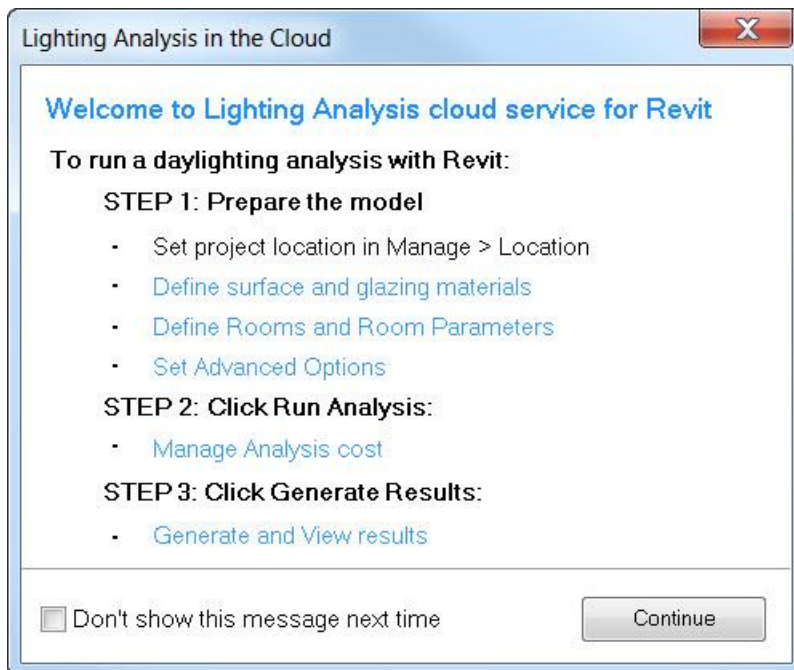 Lighting Analysis in the Cloud
Welcome to Lighting Analysis cloud service for Revit
To run a daylighting analysis with Revit:
STEP 1: Prepare the model
- Set project location in Manage > Location
- Define surface and glazing materials
- Define Rooms and Room Parameters
- Set Advanced Options
STEP 2: Click Run Analysis:
- Manage Analysis cost
STEP 3: Click Generate Results:
- Generate and View results
Don't show this message next time
Continue